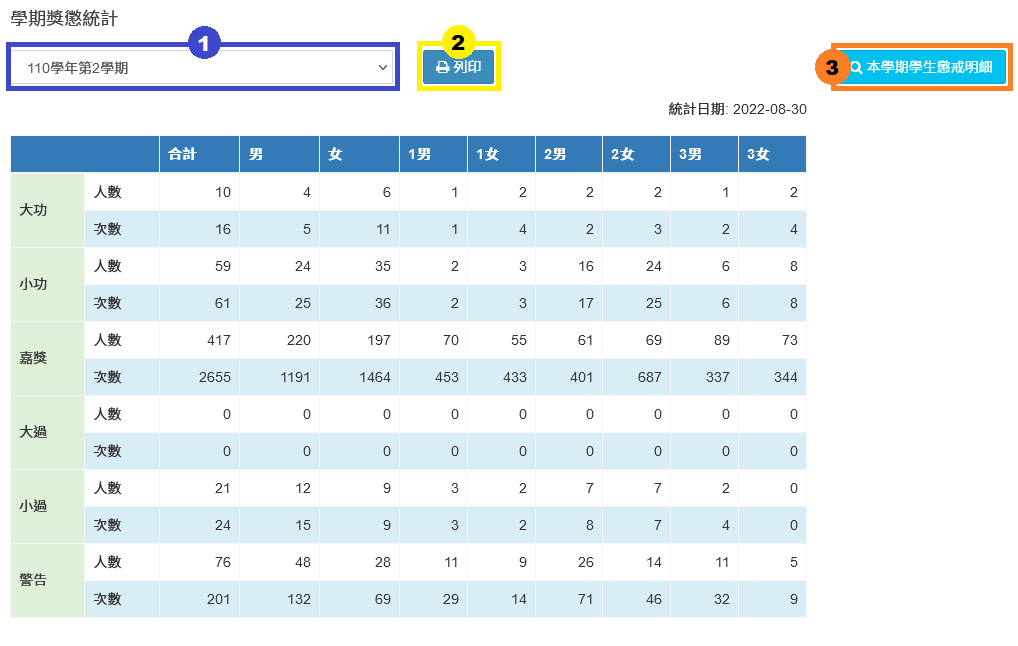 學期獎懲統計
1
2
3
110學年第2學期
列印
本學期學生懲戒明細
統計日期: 2022-08-30
合計 男 女 1男 1女 2男 2女 3男 3女
大功
人數 10 4 6 1 2 2 2 1 2
次數 16 5 11 1 4 2 3 2 4
小功
人數 59 24 35 2 3 16 24 6 8
次數 61 25 36 2 3 17 25 6 8
嘉獎
人數 417 220 197 70 55 61 69 89 73
次數 2655 1191 1464 453 433 401 687 337 344
大過
人數 0 0 0 0 0 0 0 0 0
次數 0 0 0 0 0 0 0 0 0
小過
人數 21 12 9 3 2 7 7 2 0
次數 24 15 9 3 2 8 7 4 0
警告
人數 76 48 28 11 9 26 14 11 5
次數 201 132 69 29 14 71 46 32 9